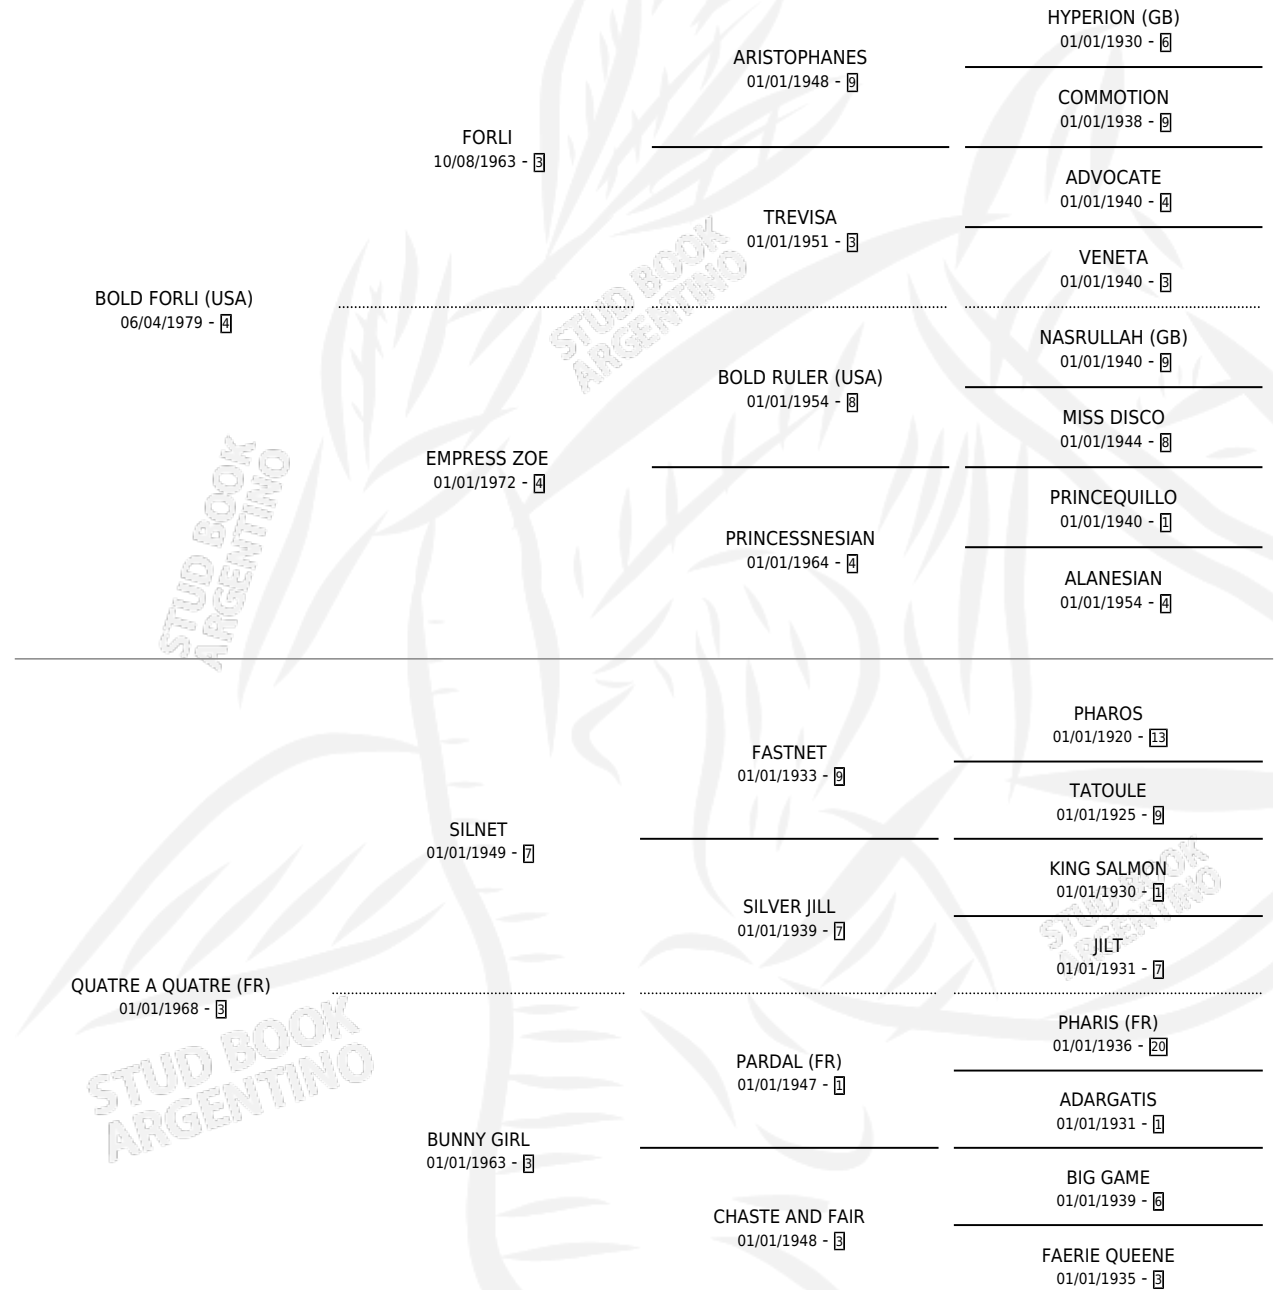 HYPERION (GB)
01/01/1930 - 6
ARISTOPHANES
01/01/1948 - 9
COMMOTION
01/01/1938 - 9
FORLI
10/08/1963 - 3
ADVOCATE
01/01/1940 - 4
TREVISA
01/01/1951 - 3
VENETA
01/01/1940 - 3
BOLD FORLI (USA)
06/04/1979 - 4
NASRULLAH (GB)
01/01/1940 - 9
BOLD RULER (USA)
01/01/1954 - 8
MISS DISCO
01/01/1944 - 8
EMPRESS ZOE
01/01/1972 - 4
PRINCEQUILLO
01/01/1940 - 1
PRINCESSNESIAN
01/01/1964 - 4
ALANESIAN
01/01/1954 - 4
PHAROS
01/01/1920 - 13
FASTNET
01/01/1933 - 9
TATOULE
01/01/1925 - 9
SILNET
01/01/1949 - 7
KING SALMON
01/01/1930 - 1
SILVER JILL
01/01/1939 - 7
JILT
01/01/1931 - 7
QUATRE A QUATRE (FR)
01/01/1968 - 3
PHARIS (FR)
01/01/1936 - 20
PARDAL (FR)
01/01/1947 - 1
ADARGATIS
01/01/1931 - 1
BUNNY GIRL
01/01/1963 - 3
BIG GAME
01/01/1939 - 6
CHASTE AND FAIR
01/01/1948 - 3
FAERIE QUEENE
01/01/1935 - 3
STUD BOOK
ARGENTINO
STUD BOOK
ARGENTINO
STUD BOOK
ARGENTINO
STUD BOOK
ARGENTINO